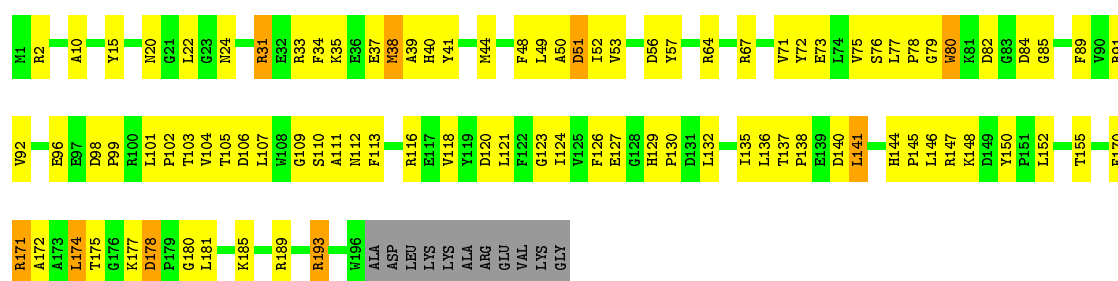 M1 R2 A10 Y15 N20 G21 L22 G23 N24 R31 E32 R33 F34 K35 E36 E37 M38 A39 H40 Y41 M44 F48 L49 A50 D51 I52 V53 D56 Y57 R64 R67 V71 Y72 E73 L74 V75 S76 L77 P78 G79 W80 K81 D82 G83 D84 G85 F89 V90
V92 E96 E97 D98 P99 R100 L101 P102 T103 V104 T105 D106 L107 W108 G109 S110 A111 N112 F113 R116 E117 V118 Y119 D120 L121 F122 G123 I124 V125 F126 E127 G128 H129 P130 D131 L132 I135 L136 T137 P138 E139 D140 L141 H144 P145 L146 R147 K148 D149 Y150 P151 L152 T155
R171 A172 A173 L174 T175 G176 K177 D178 P179 G180 L181 K185 R189 R193 W196 ALA ASP LEU LYS LYS ALA ARG GLU VAL LYS GLY